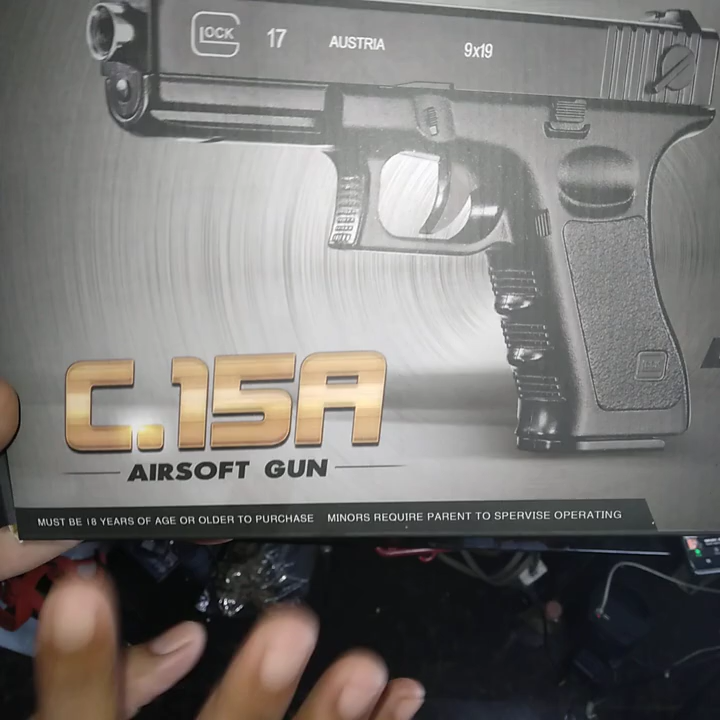 GLOCK 17 AUSTRIA 9x19
C.15A
AIRSOFT GUN
MUST BE 18 YEARS OF AGE OR OLDER TO PURCHASE MINORS REQUIRE PARENT TO SPERVISE OPERATING